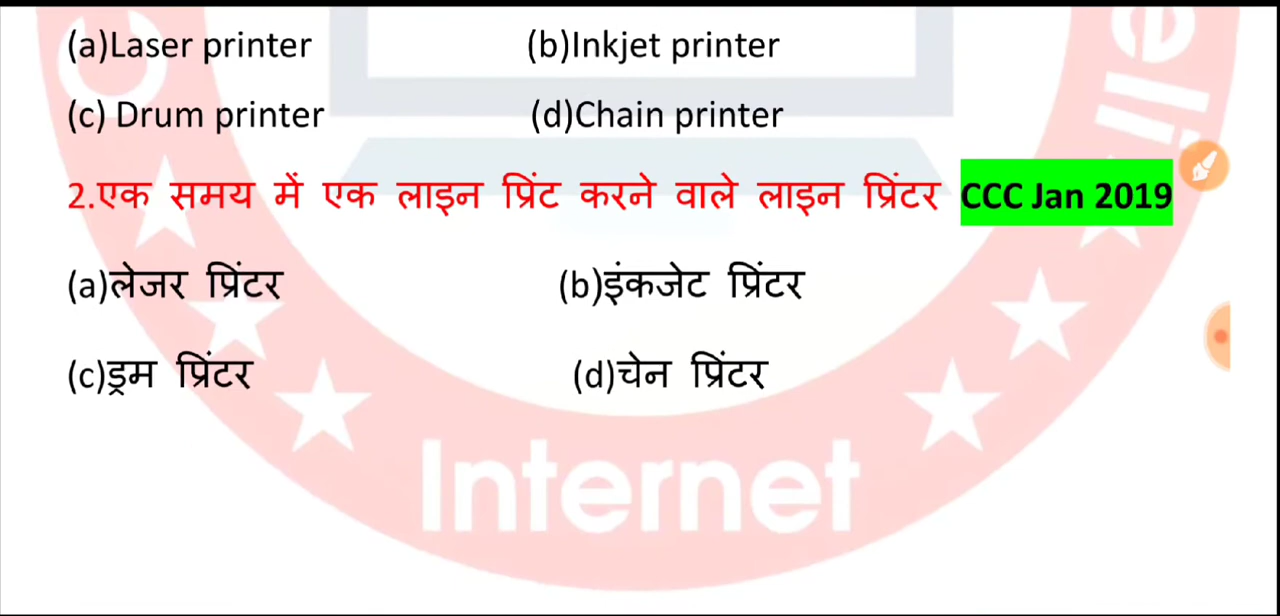 (a)Laser printer (b)Inkjet printer
(c) Drum printer (d)Chain printer
2.एक समय में एक लाइन प्रिंट करने वाले लाइन प्रिंटर CCC Jan 2019
(a)लेजर प्रिंटर (b)इंकजेट प्रिंटर
(c)ड्रम प्रिंटर (d)चेन प्रिंटर
Internet